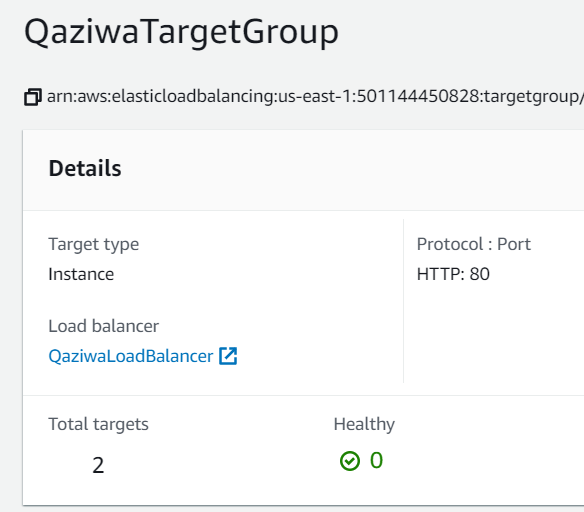 QaziwaTargetGroup
arn:aws:elasticloadbalancing:us-east-1:501144450828:targetgroup/
Details
Target type
Instance
Protocol : Port
HTTP: 80
Load balancer
QaziwaLoadBalancer
Total targets
2
Healthy
0